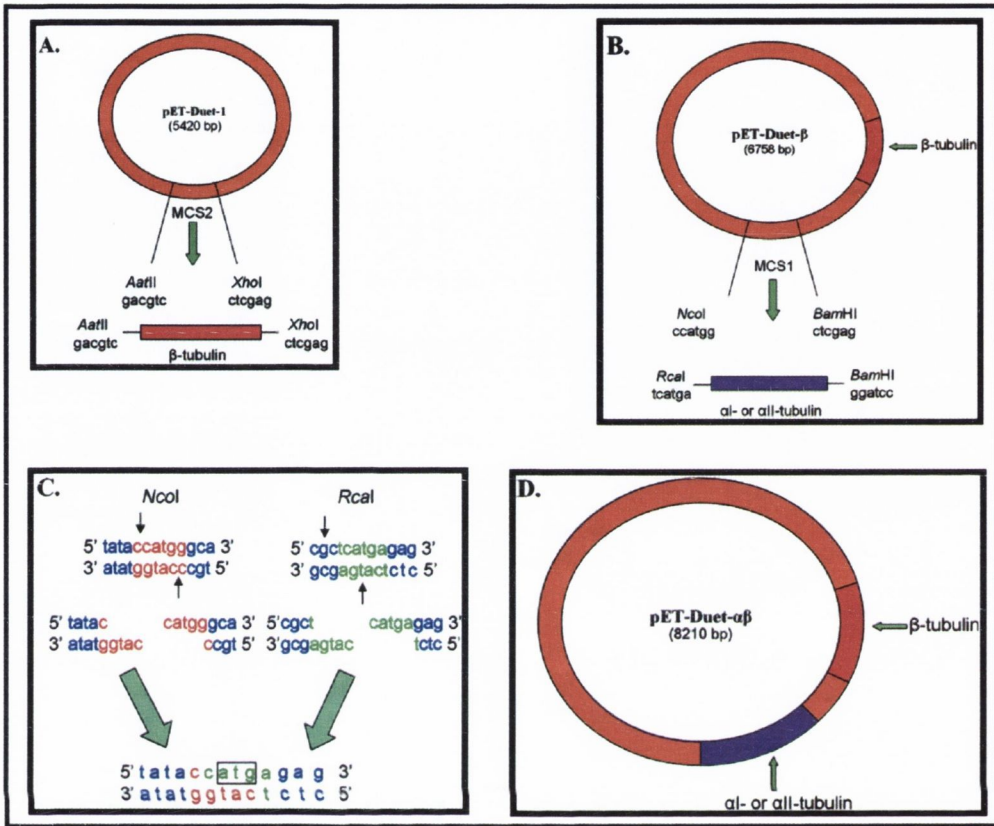 A.
pET-Duet-1
(5420 bp)
MCS2
AatII XhoI
gacgtc ctcgag
AatII XhoI
gacgtc ctcgag
β-tubulin
B.
pET-Duet-β
(6758 bp)
β-tubulin
MCS1
NcoI BamHI
ccatgg ctcgag
RcaI BamHI
tcatga ggatcc
αI- or αII-tubulin
C.
NcoI RcaI
5' tataccatgggca 3' 5' cgctcatgagag 3'
3' atatggtacccgt 5' 3' gcgagtactctc 5'
5' tatac catgggca 3' 5'cgct catgagag 3'
3' atatggtac ccgt 5' 3'gcgagtac tctc 5'
5' tataccatgagag 3'
3' atatggtactctc 5'
D.
pET-Duet-αβ
(8210 bp)
β-tubulin
αI- or αII-tubulin